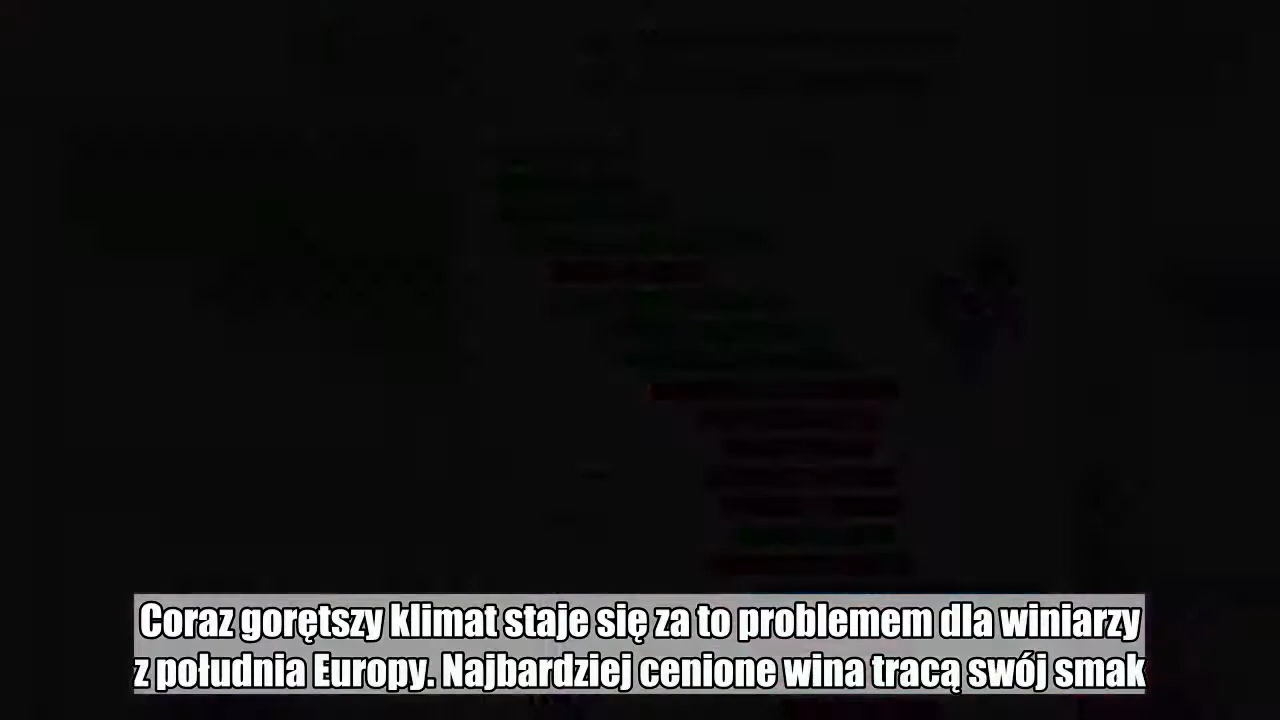 Coraz gorętszy klimat staje się za to problemem dla winiarzy
z południa Europy. Najbardziej cenione wina tracą swój smak